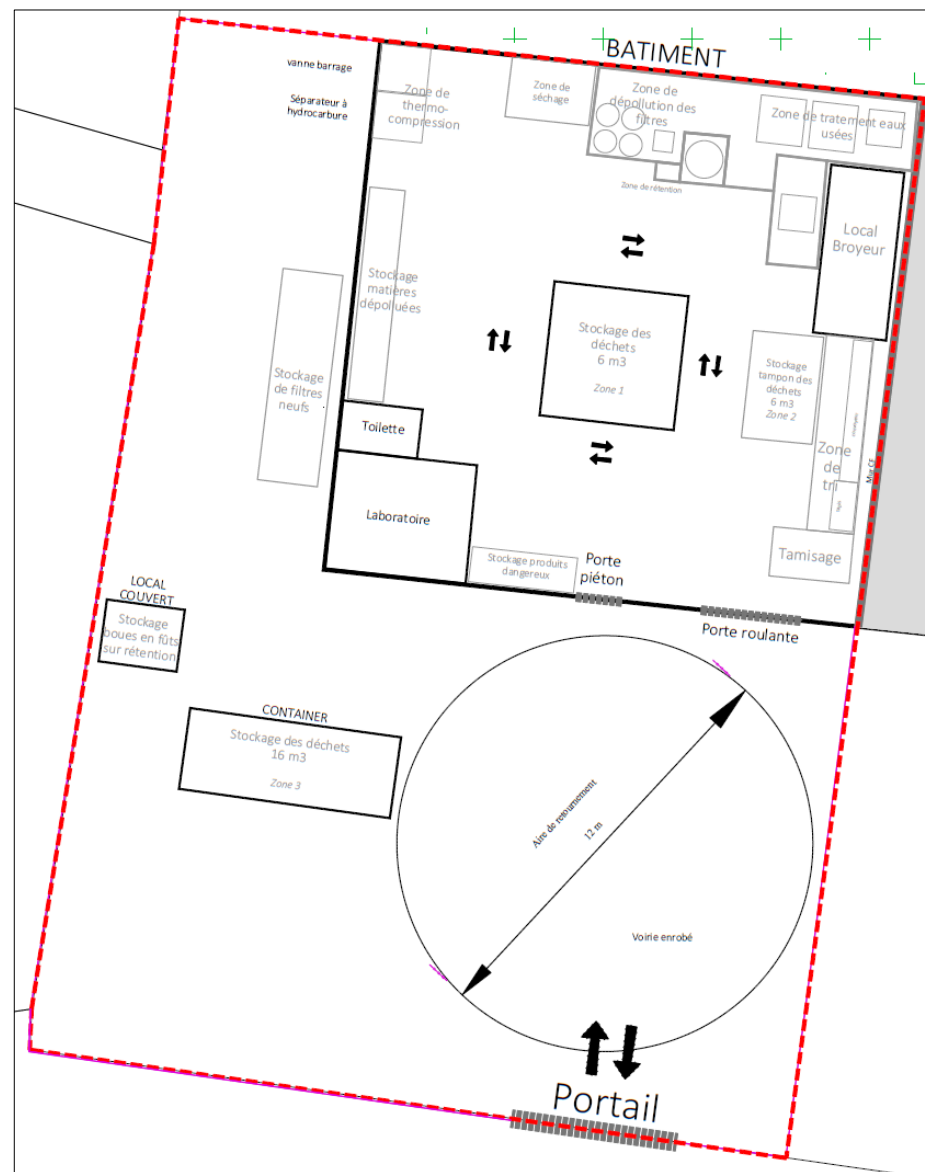 BATIMENT
vanne barrage
Séparateur à
hydrocarbure
Zone de
thermo-
compression
Zone de
séchage
Zone de
dépollution des
filtres
Zone de traitement eaux
usées
Zone de rétention
Local
Broyeur
Stockage
matières
dépolluées
Stockage
de filtres
neufs
Stockage des
déchets
6 m3
Zone 1
Stockage
tampon des
déchets
6 m3
Zone 2
Zone
de
tri
Mur CF
Tamisage
Toilette
Laboratoire
Stockage produits
dangereux
Porte
piéton
Porte roulante
LOCAL
COUVERT
Stockage
boues en fûts
sur rétention
CONTAINER
Stockage des déchets
16 m3
Zone 3
Aire de retournement
12 m
Voirie enrobé
Portail